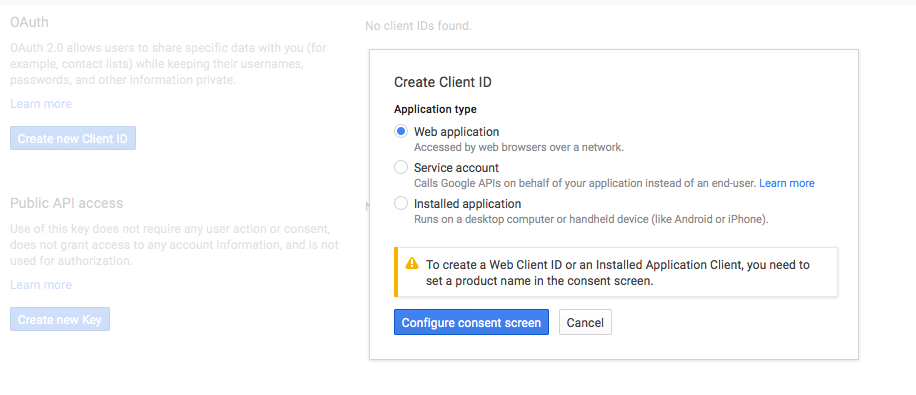 OAuth
OAuth 2.0 allows users to share specific data with you (for
example, contact lists) while keeping their usernames,
passwords, and other information private.
Learn more
Create new Client ID
Public API access
Use of this key does not require any user action or consent,
does not grant access to any account information, and is not
used for authorization.
Learn more
Create new Key
No client IDs found.
Create Client ID
Application type
Web application
Accessed by web browsers over a network.
Service account
Calls Google APIs on behalf of your application instead of an end-user. Learn more
Installed application
Runs on a desktop computer or handheld device (like Android or iPhone).
To create a Web Client ID or an Installed Application Client, you need to
set a product name in the consent screen.
Configure consent screen
Cancel